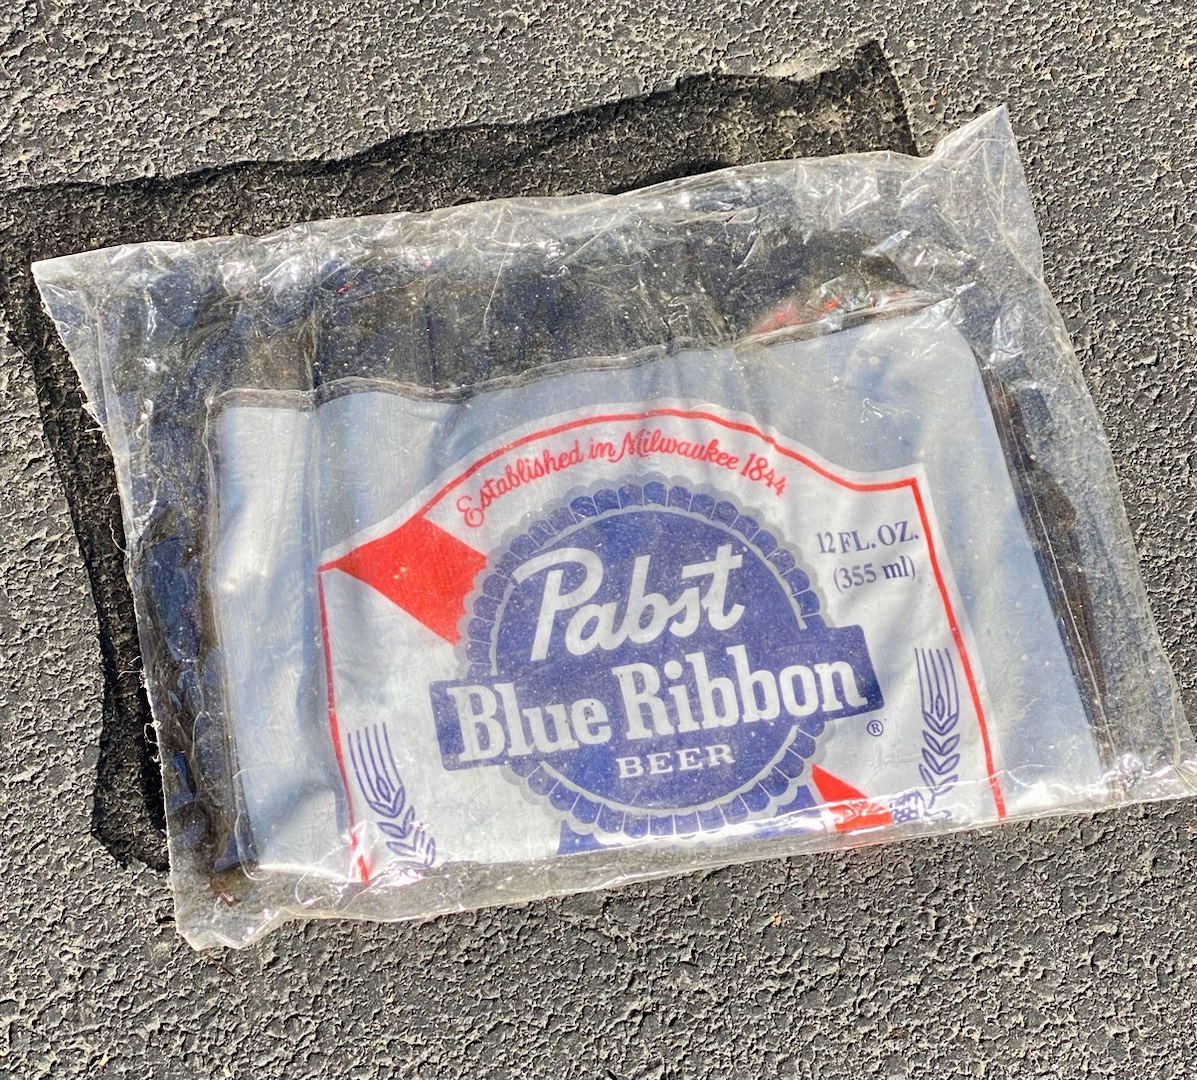 Established in Milwaukee 1844
12 FL. OZ.
(355 ml)
Pabst
Blue Ribbon
®
BEER